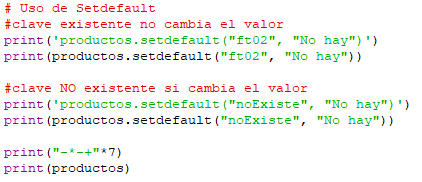 # Uso de Setdefault
#clave existente no cambia el valor
print('productos.setdefault("ft02", "No hay")')
print(productos.setdefault("ft02", "No hay"))
#clave NO existente si cambia el valor
print('productos.setdefault("noExiste", "No hay")')
print(productos.setdefault("noExiste", "No hay"))
print("-*-+"*7)
print(productos)